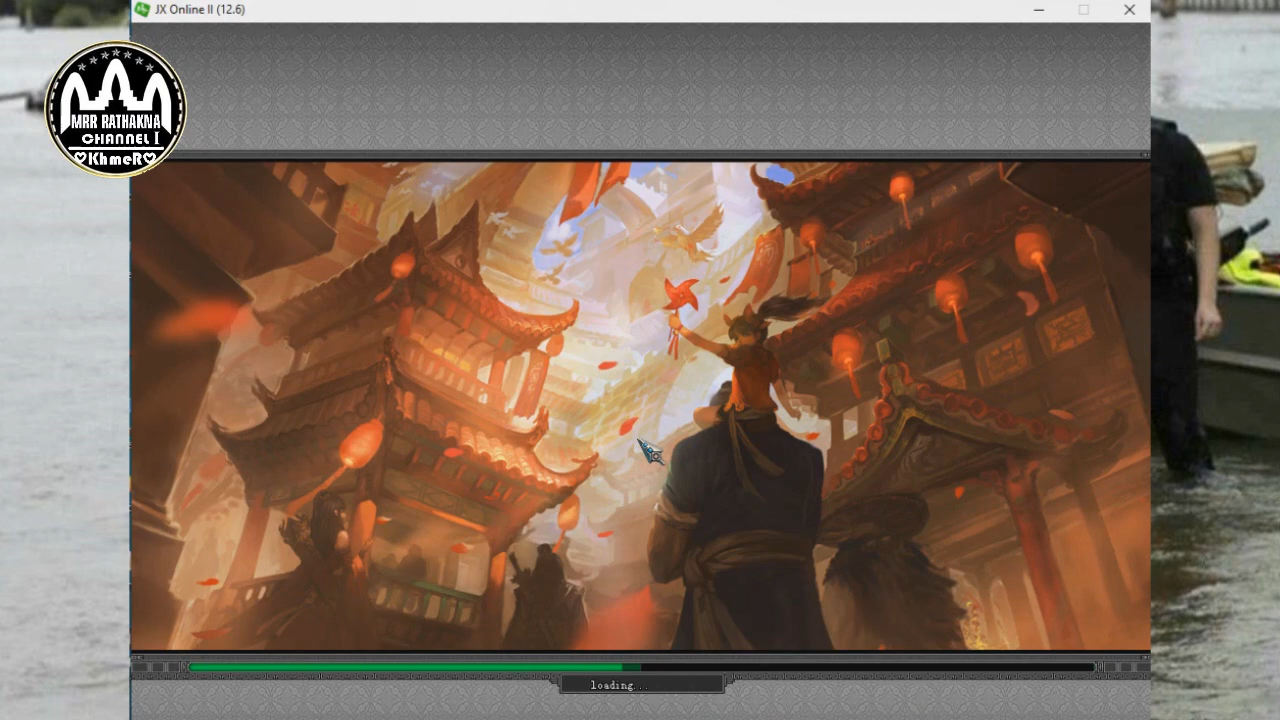 JX Online II (12.6)
MRR RATHAKNA
CHANNEL I
♡KhmeR♡
loading...